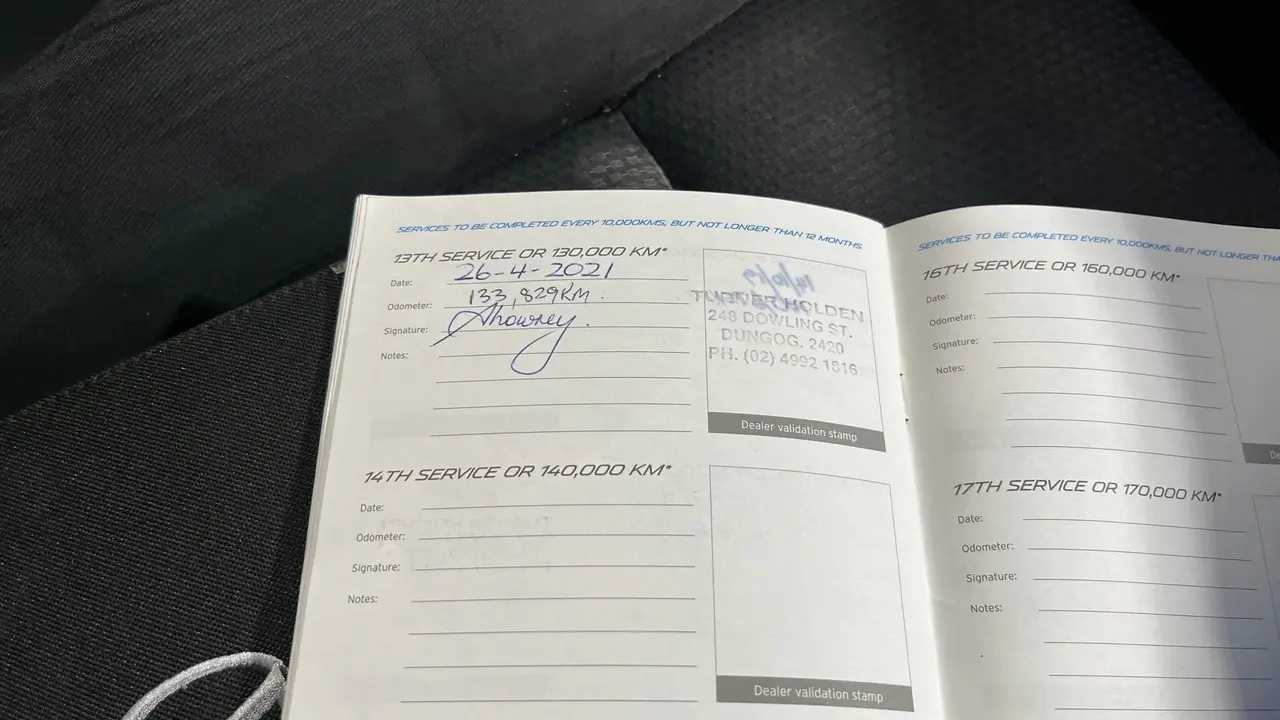 SERVICES TO BE COMPLETED EVERY 10,000KMS, BUT NOT LONGER THAN 12 MONTHS
13TH SERVICE OR 130,000 KM*
Date: 26-4-2021
Odometer: 133,829KM.
Signature:
Notes:
HOLDEN
248 DOWLING ST.
DUNGOG. 2420
PH. (02) 4992 1816
Dealer validation stamp
14TH SERVICE OR 140,000 KM*
Date:
Odometer:
Signature:
Notes:
Dealer validation stamp
SERVICES TO BE COMPLETED EVERY 10,000KMS, BUT NOT LONGER THA
16TH SERVICE OR 160,000 KM*
Date:
Odometer:
Signature:
Notes:
De
17TH SERVICE OR 170,000 KM*
Date:
Odometer:
Signature:
Notes: